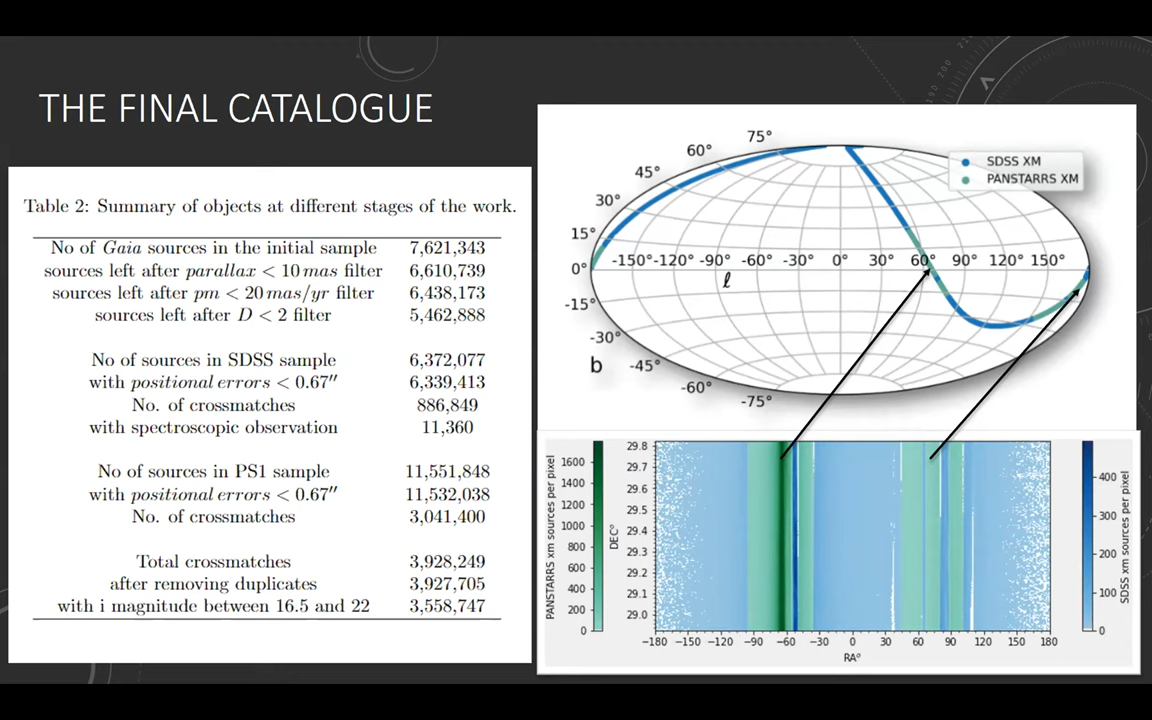 THE FINAL CATALOGUE
Table 2: Summary of objects at different stages of the work.
No of Gaia sources in the initial sample 7,621,343
sources left after parallax < 10 mas filter 6,610,739
sources left after pm < 20 mas/yr filter 6,438,173
sources left after D < 2 filter 5,462,888
No of sources in SDSS sample 6,372,077
with positional errors < 0.67″ 6,339,413
No. of crossmatches 886,849
with spectroscopic observation 11,360
No of sources in PS1 sample 11,551,848
with positional errors < 0.67″ 11,532,038
No. of crossmatches 3,041,400
Total crossmatches 3,928,249
after removing duplicates 3,927,705
with i magnitude between 16.5 and 22 3,558,747
75°
60°
45°
30°
15°
0°
-15°
-30°
-45°
-60°
-75°
b
-150° -120° -90° -60° -30° 0° 30° 60° 90° 120° 150°
ℓ
SDSS XM
PANSTARRS XM
PANSTARRS xm sources per pixel
1600
1400
1200
1000
800
600
400
200
0
DEC°
29.8
29.7
29.6
29.5
29.4
29.3
29.2
29.1
29.0
−180 −150 −120 −90 −60 −30 0 30 60 90 120 150 180
RA°
400
300
200
100
0
SDSS xm sources per pixel
190 200 210